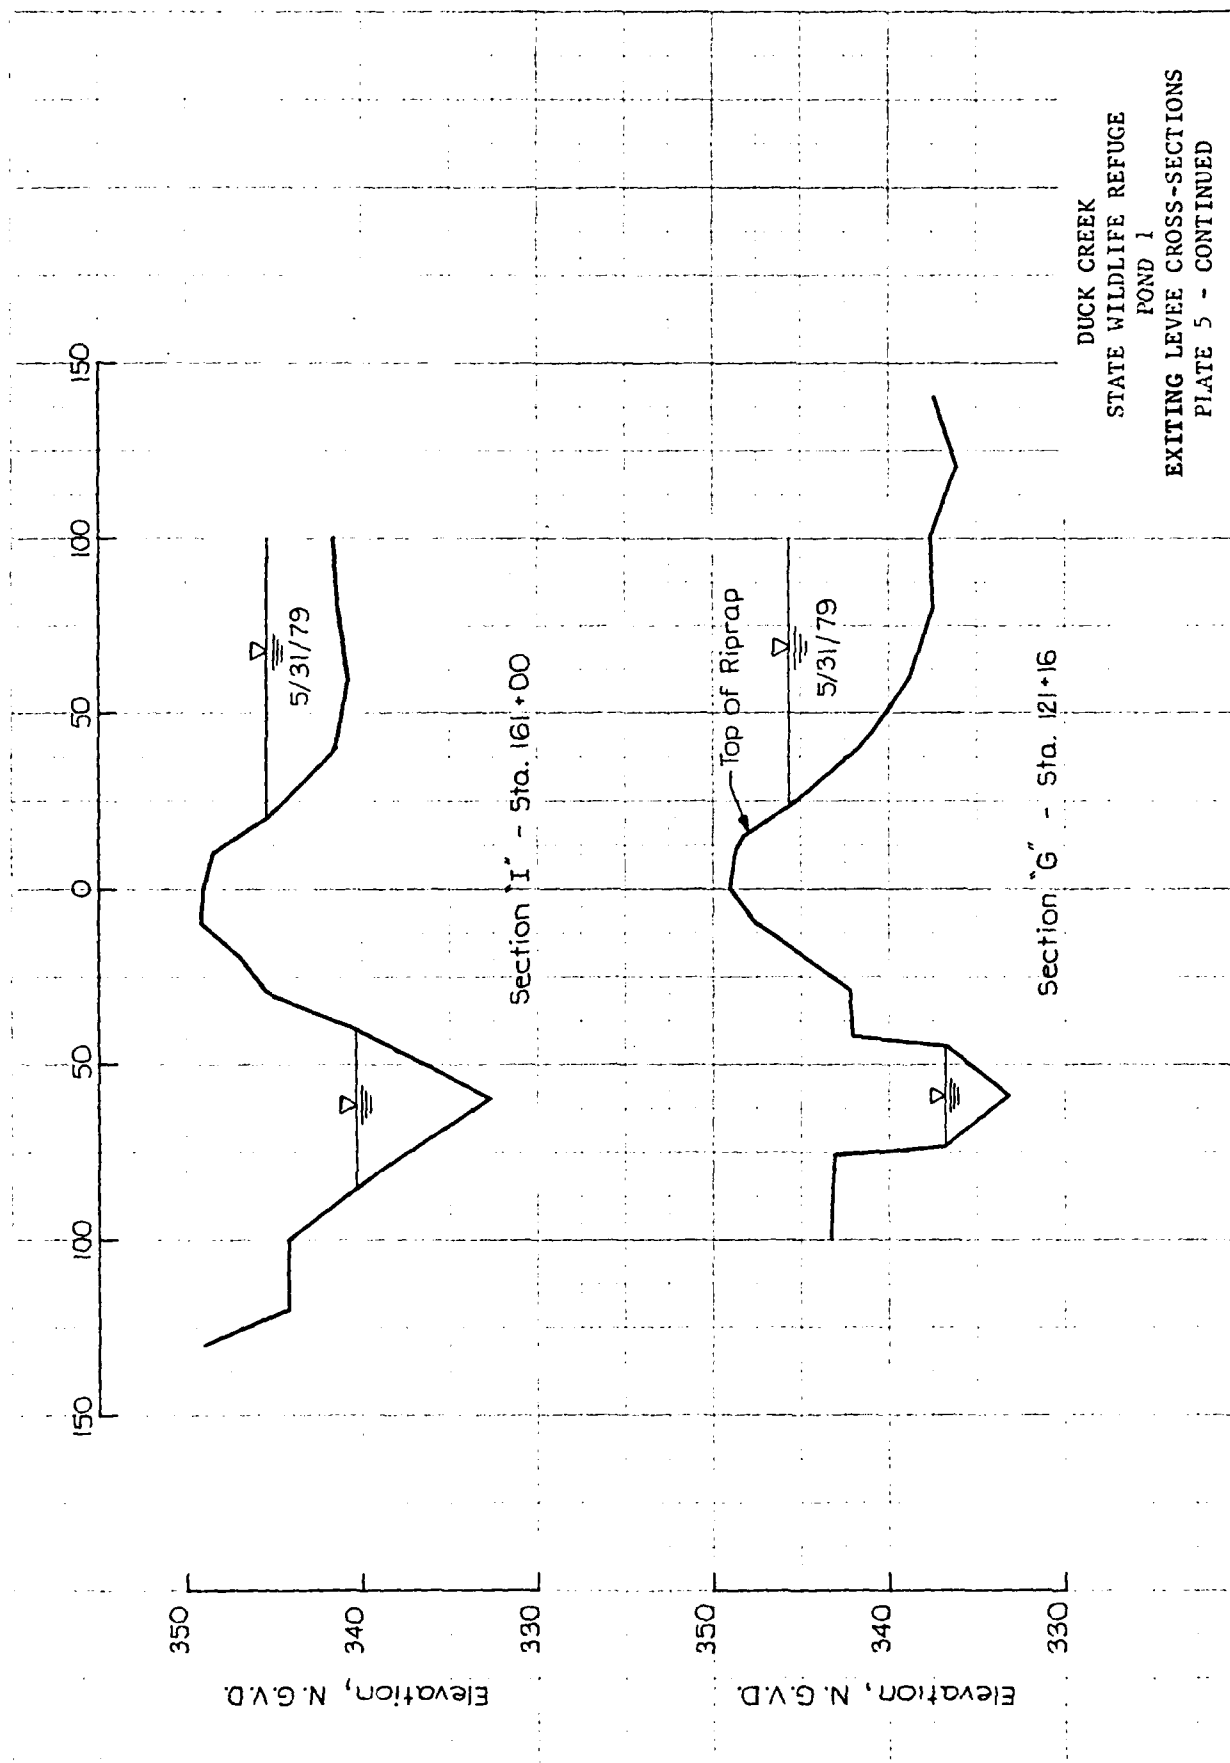 150
100
50
0
50
100
150
350
340
330
Elevation, N.G.V.D.
5/31/79
Section "I" - Sta. 161+00
350
340
330
Elevation, N.G.V.D.
Top of Riprap
5/31/79
Section "G" - Sta. 121+16
DUCK CREEK
STATE WILDLIFE REFUGE
POND 1
EXITING LEVEE CROSS-SECTIONS
PLATE 5 - CONTINUED